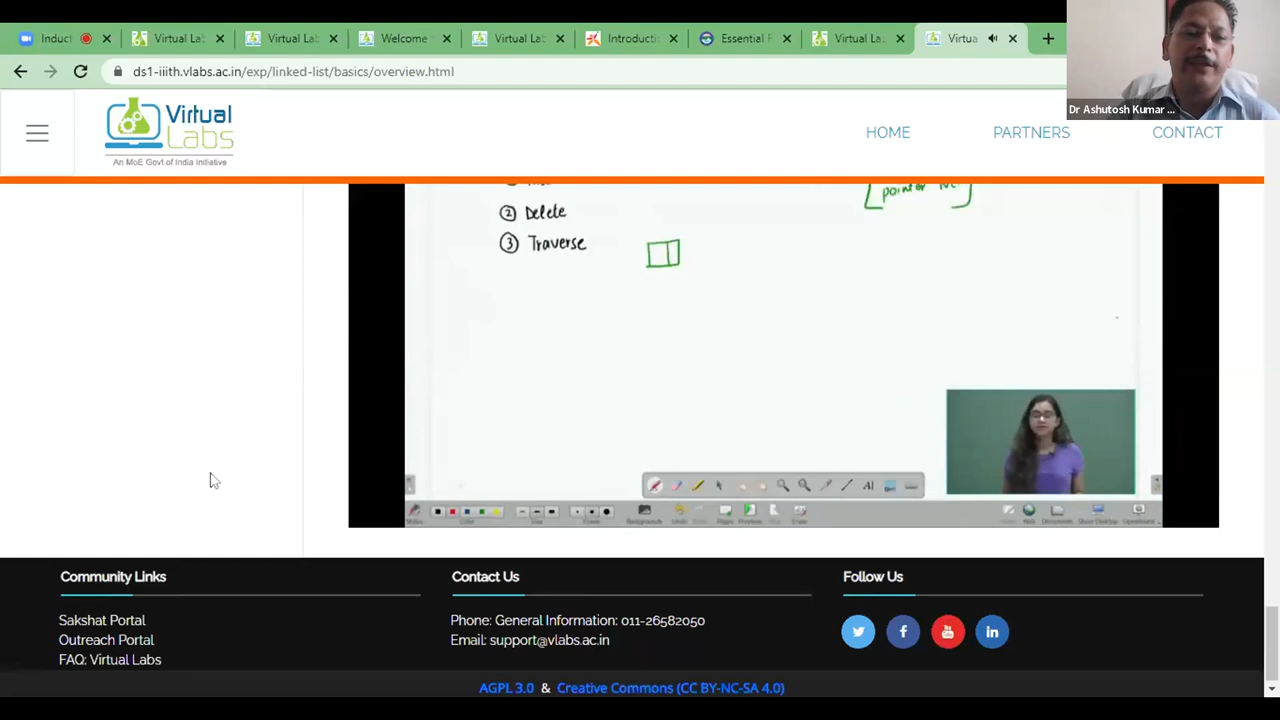 Induct
Virtual La
Virtual Lab
Welcome
Virtual Lab
Introducti
Essential F
Virtual La
Virtua
ds1-iiith.vlabs.ac.in/exp/linked-list/basics/overview.html
Dr Ashutosh Kumar ...
Virtual
Labs
An MoE Govt of India Initiative
HOME
PARTNERS
CONTACT
pointer
② Delete
③ Traverse
Community Links
Sakshat Portal
Outreach Portal
FAQ: Virtual Labs
Contact Us
Phone: General Information: 011-26582050
Email: support@vlabs.ac.in
Follow Us
AGPL 3.0 & Creative Commons (CC BY-NC-SA 4.0)